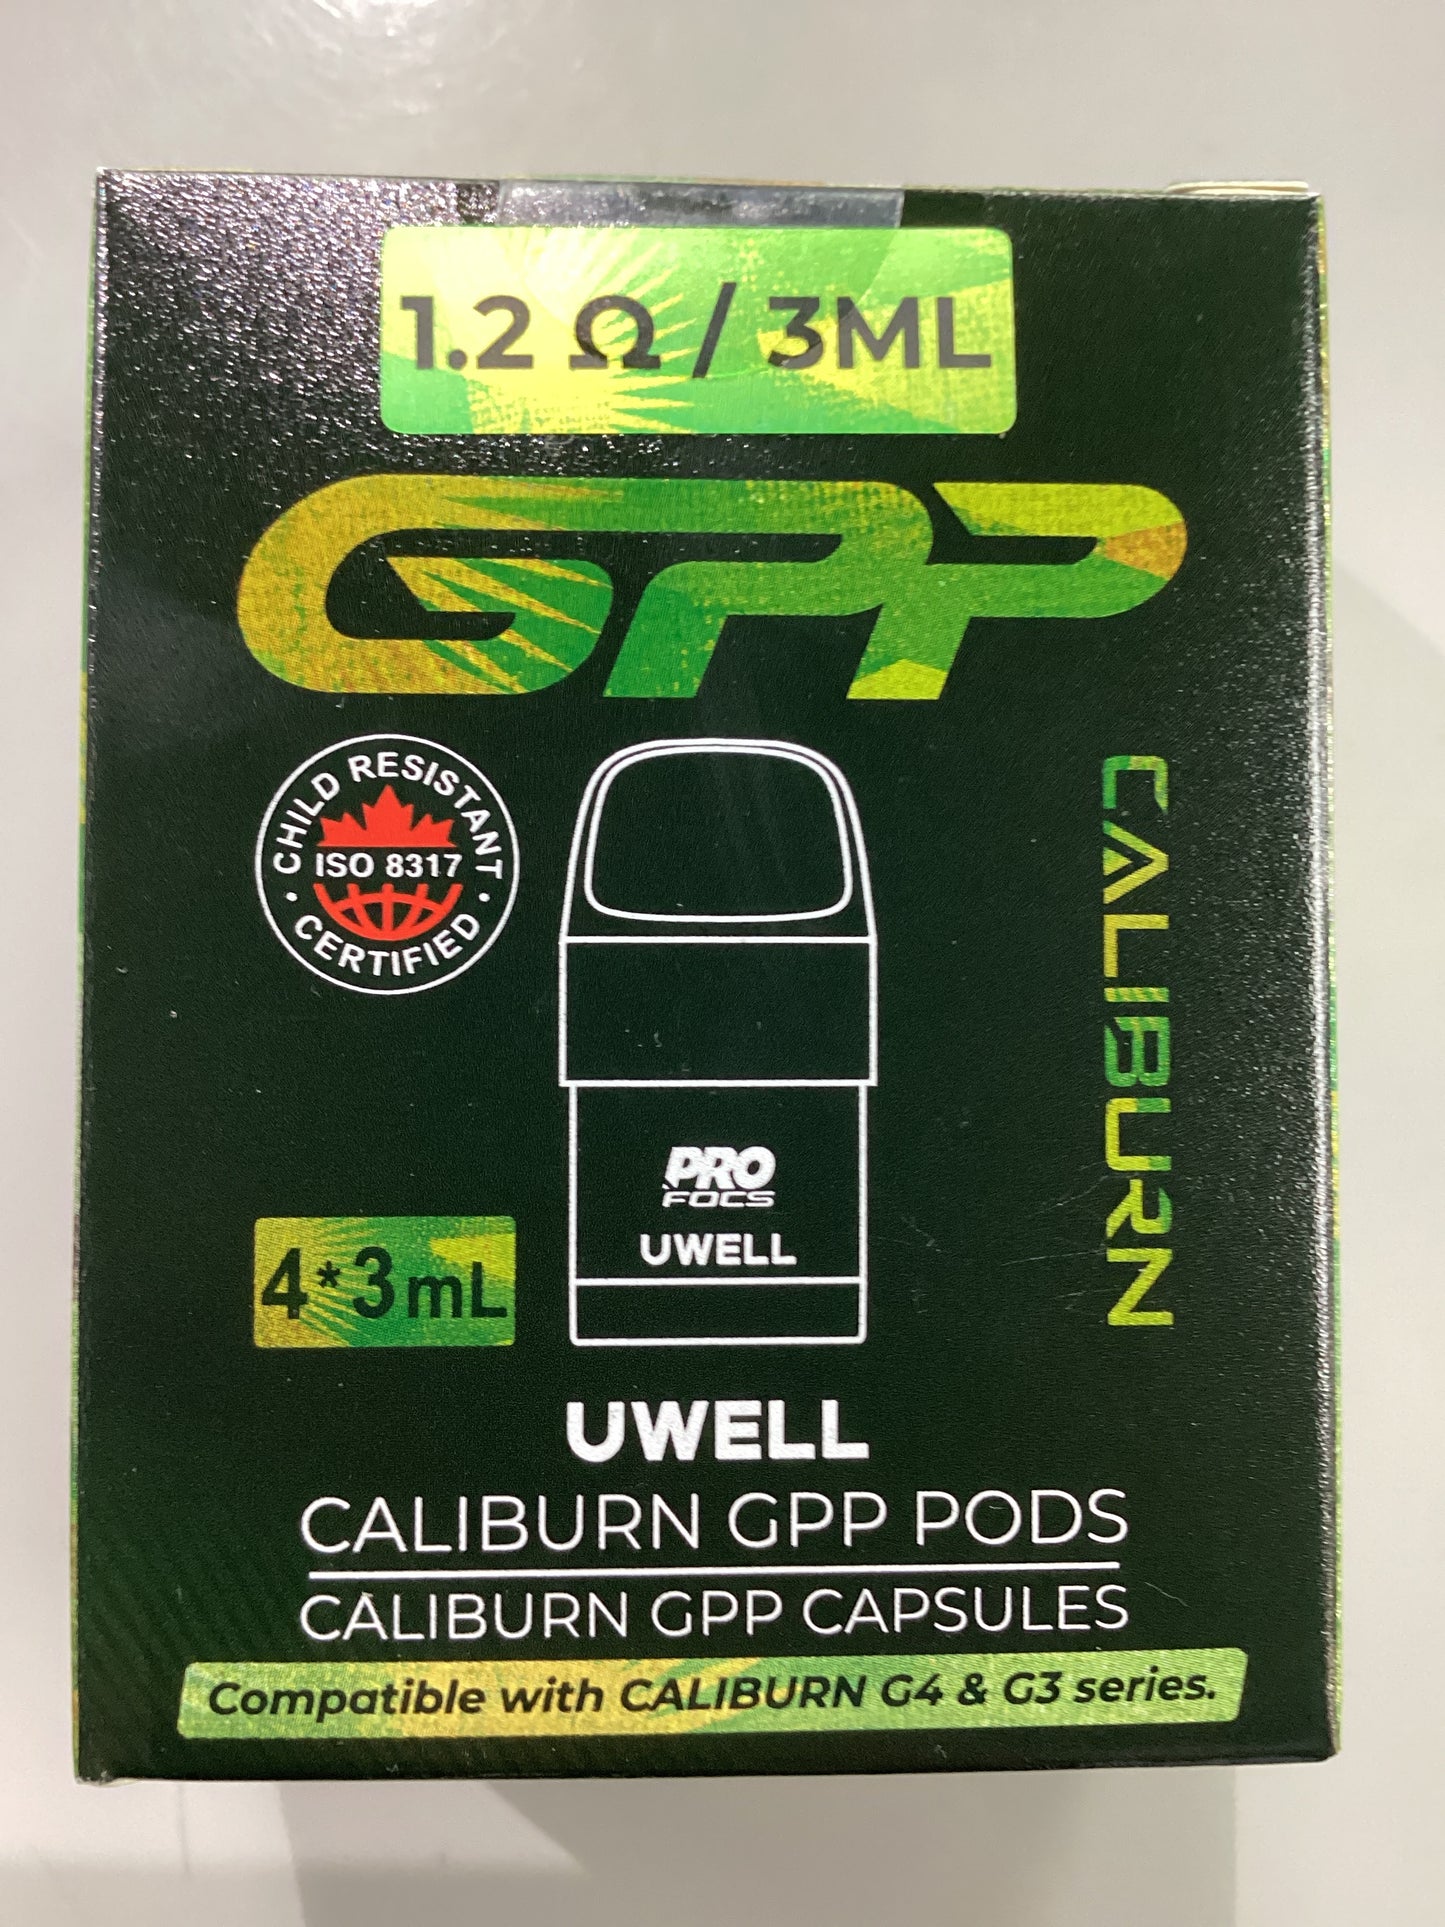 1.2 Ω / 3ML
GPP
CHILD RESISTANT
ISO 8317
CERTIFIED
CALIBURN
PRO
FOCS
UWELL
4*3mL
UWELL
CALIBURN GPP PODS
CALIBURN GPP CAPSULES
Compatible with CALIBURN G4 & G3 series.